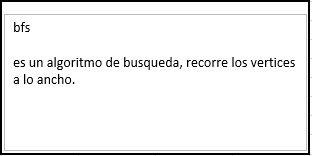 bfs
es un algoritmo de busqueda, recorre los vertices
a lo ancho.